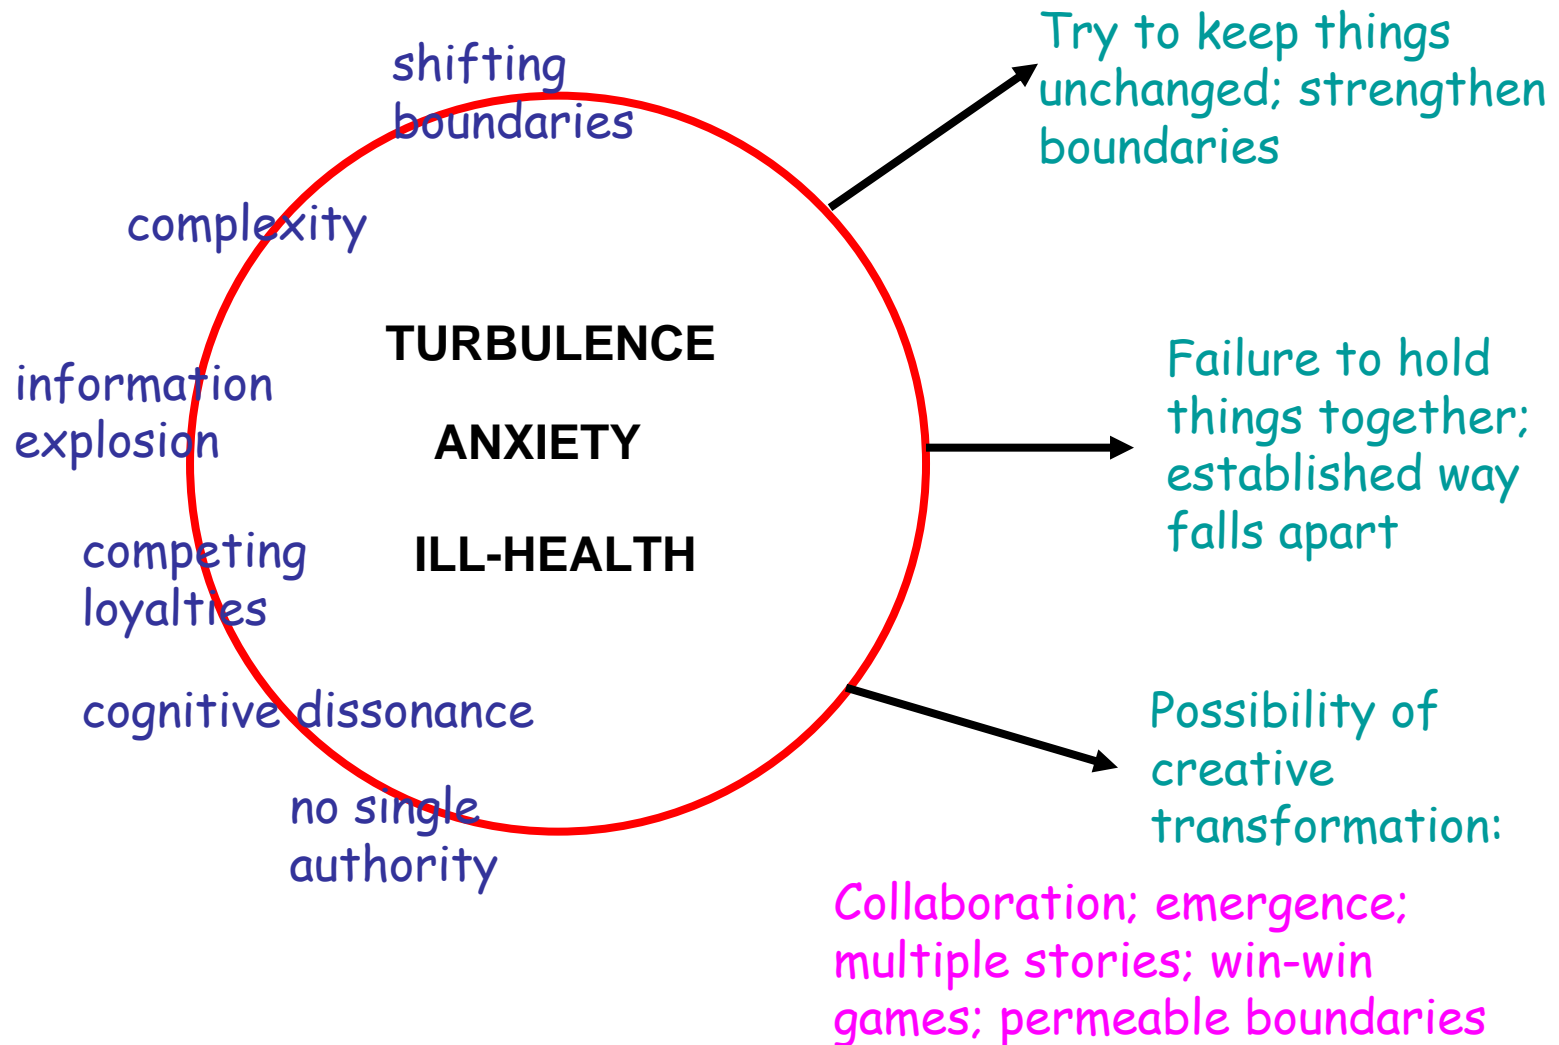 shifting
boundaries
complexity
information
explosion
competing
loyalties
cognitive dissonance
no single
authority
TURBULENCE
ANXIETY
ILL-HEALTH
Try to keep things
unchanged; strengthen
boundaries
Failure to hold
things together;
established way
falls apart
Possibility of
creative
transformation:
Collaboration; emergence;
multiple stories; win-win
games; permeable boundaries